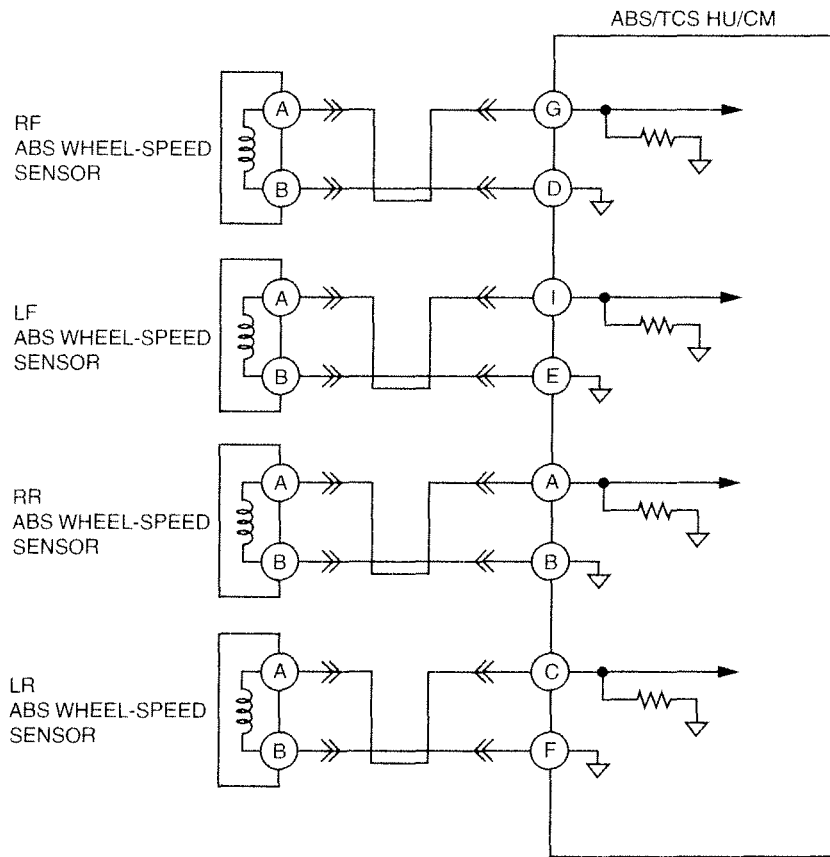 ABS/TCS HU/CM
RF
ABS WHEEL-SPEED
SENSOR
A
B
G
D
LF
ABS WHEEL-SPEED
SENSOR
A
B
I
E
RR
ABS WHEEL-SPEED
SENSOR
A
B
A
B
LR
ABS WHEEL-SPEED
SENSOR
A
B
C
F